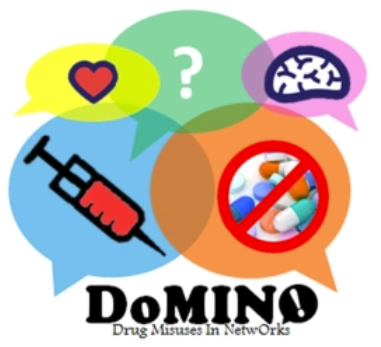 ?
DoMINO
Drug Misuses In NetwOrks